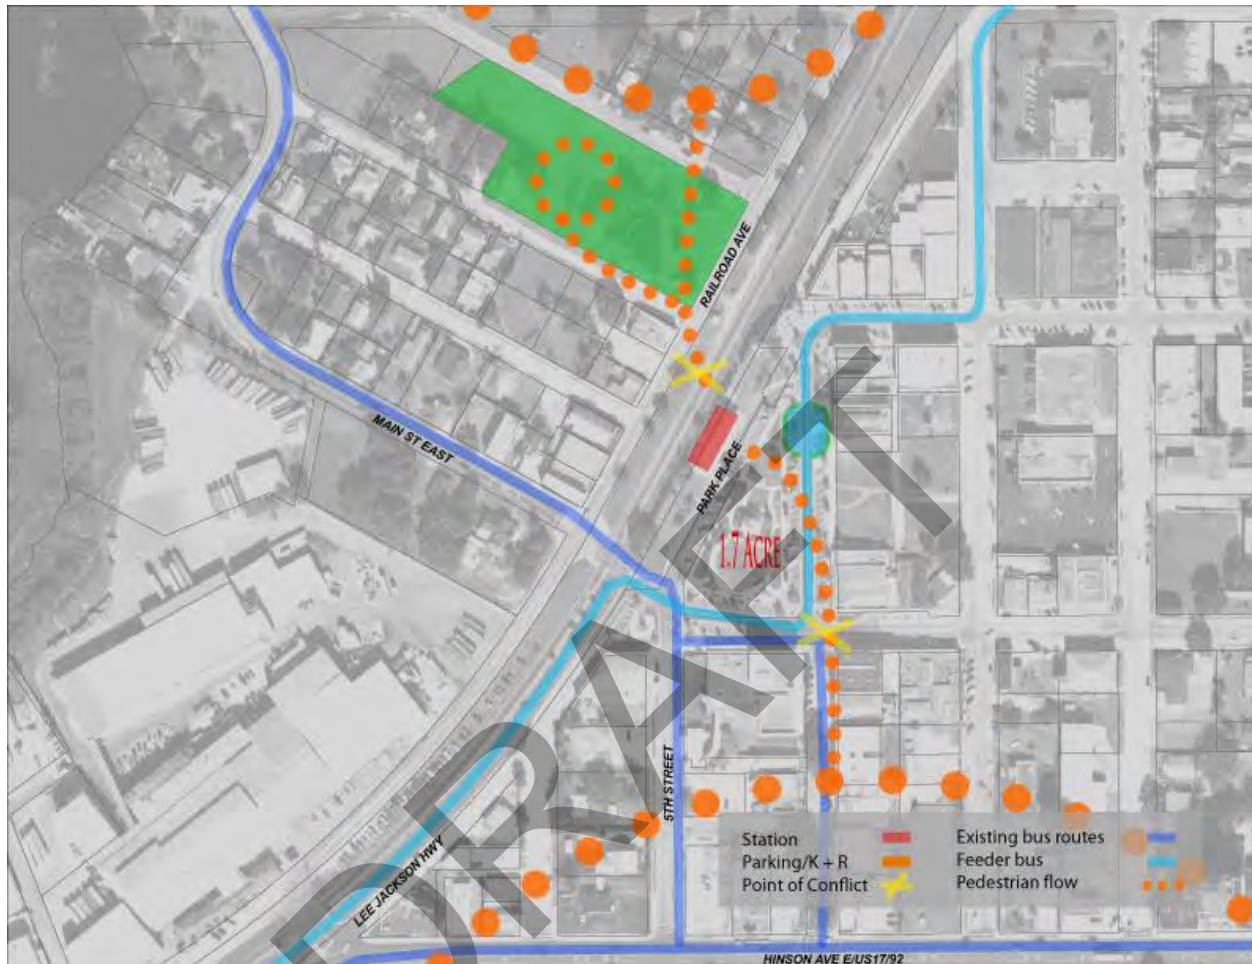 RAILROAD AVE
MAIN ST EAST
PARK PLACE
1.7 ACRE
DRAFT
5TH STREET
LEE JACKSON HWY
Station
Parking/K + R
Point of Conflict
Existing bus routes
Feeder bus
Pedestrian flow
HINSON AVE E/US17/92